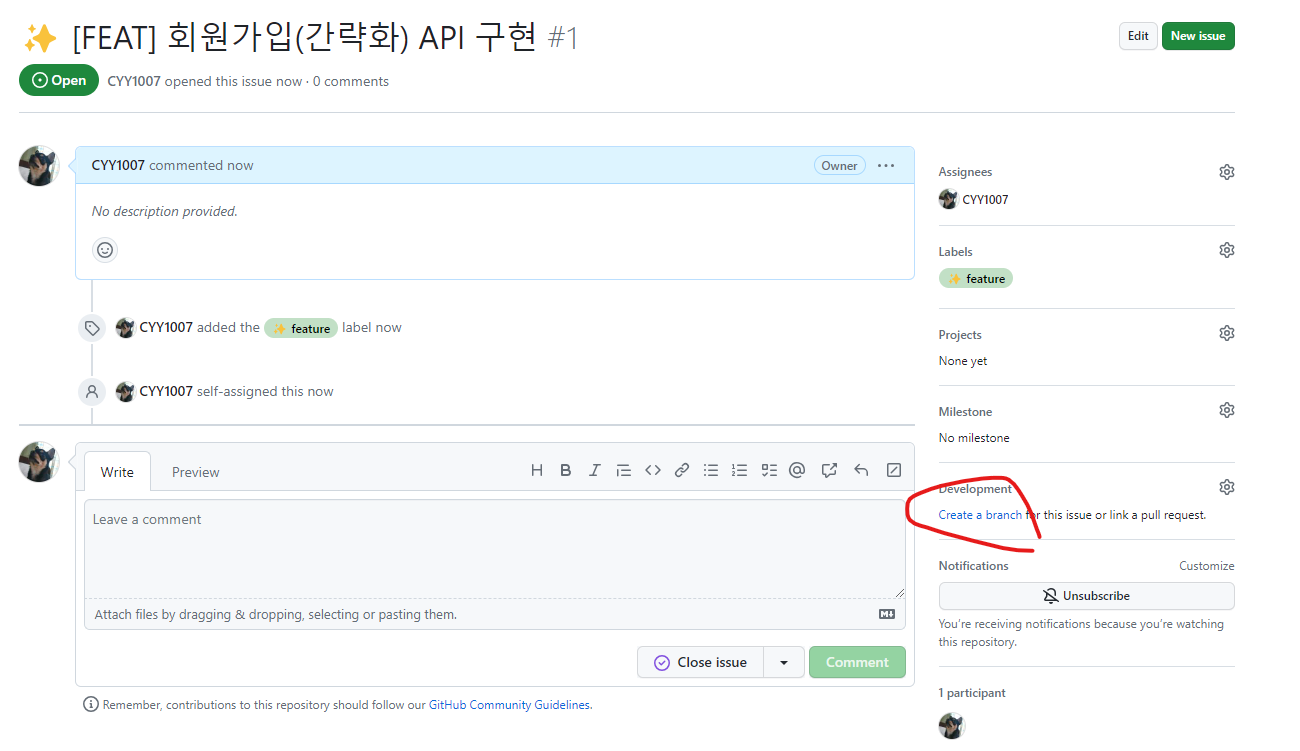 ✨ [FEAT] 회원가입(간략화) API 구현 #1
Edit
New issue
Open
CYY1007 opened this issue now · 0 comments
CYY1007 commented now
Owner
No description provided.
CYY1007 added the ✨ feature label now
CYY1007 self-assigned this now
Write
Preview
Leave a comment
Attach files by dragging & dropping, selecting or pasting them.
Close issue
Comment
Remember, contributions to this repository should follow our GitHub Community Guidelines.
Assignees
CYY1007
Labels
✨ feature
Projects
None yet
Milestone
No milestone
Development
Create a branch for this issue or link a pull request.
Notifications
Customize
Unsubscribe
You're receiving notifications because you're watching
this repository.
1 participant